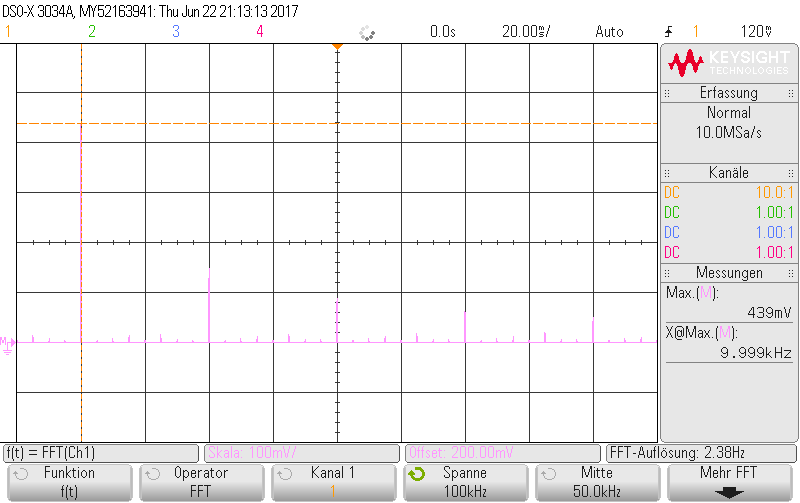 DSO-X 3034A, MY52163941: Thu Jun 22 21:13:13 2017
1 2 3 4 0.0s 20.00㎳/ Auto 1 120㎷
KEYSIGHT
TECHNOLOGIES
Erfassung
Normal
10.0MSa/s
Kanäle
DC 10.0:1
DC 1.00:1
DC 1.00:1
DC 1.00:1
Messungen
Max.(M):
439mV
X@Max.(M):
9.999kHz
M
f(t) = FFT(Ch1) Skala: 100mV/ Offset: 200.00mV FFT-Auflösung: 2.38Hz
Funktion Operator Kanal 1 Spanne Mitte Mehr FFT
f(t) FFT 1 100kHz 50.0kHz